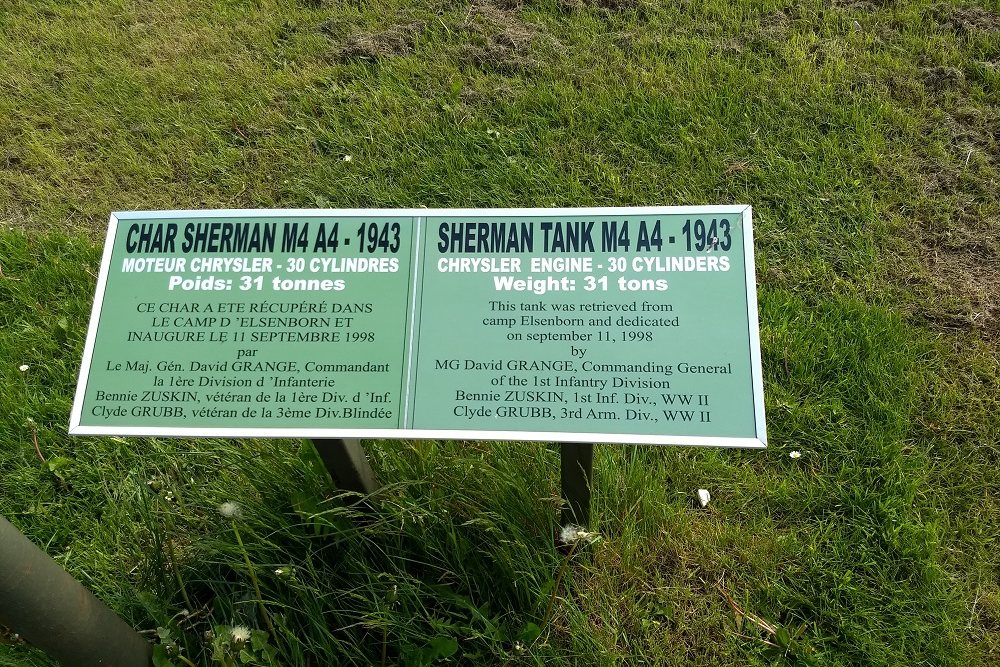 CHAR SHERMAN M4 A4 - 1943
MOTEUR CHRYSLER - 30 CYLINDRES
Poids: 31 tonnes
CE CHAR A ETE RÉCUPÉRÉ DANS
LE CAMP D 'ELSENBORN ET
INAUGURE LE 11 SEPTEMBRE 1998
par
Le Maj. Gén. David GRANGE, Commandant
la 1ère Division d 'Infanterie
Bennie ZUSKIN, vétéran de la 1ère Div. d 'Inf.
Clyde GRUBB, vétéran de la 3ème Div.Blindée
SHERMAN TANK M4 A4 - 1943
CHRYSLER ENGINE - 30 CYLINDERS
Weight: 31 tons
This tank was retrieved from
camp Elsenborn and dedicated
on september 11, 1998
by
MG David GRANGE, Commanding General
of the 1st Infantry Division
Bennie ZUSKIN, 1st Inf. Div., WW II
Clyde GRUBB, 3rd Arm. Div., WW II